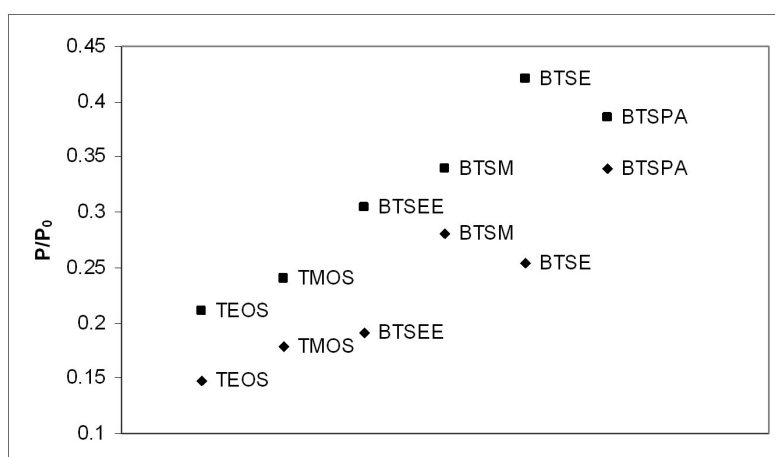 0.45
BTSE
0.4
BTSPA
0.35
BTSM
BTSPA
0.3
BTSEE
BTSM
P/P₀
0.25
TMOS
BTSE
0.2
TEOS
TMOS
BTSEE
0.15
TEOS
0.1